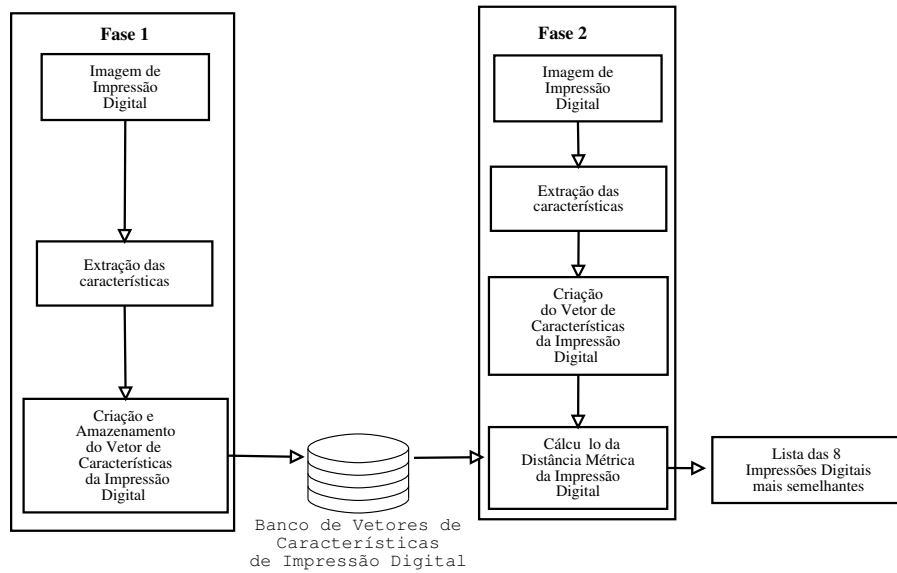 Fase 1
Imagem de
Impressão
Digital
Extração das
características
Criação e
Amazenamento
do Vetor de
Características
da Impressão
Digital
Banco de Vetores de
Características
de Impressão Digital
Fase 2
Imagem de
Impressão
Digital
Extração das
características
Criação
do Vetor de
Características
da Impressão
Digital
Cálcu lo da
Distância Métrica
da Impressão
Digital
Lista das 8
Impressões Digitais
mais semelhantes